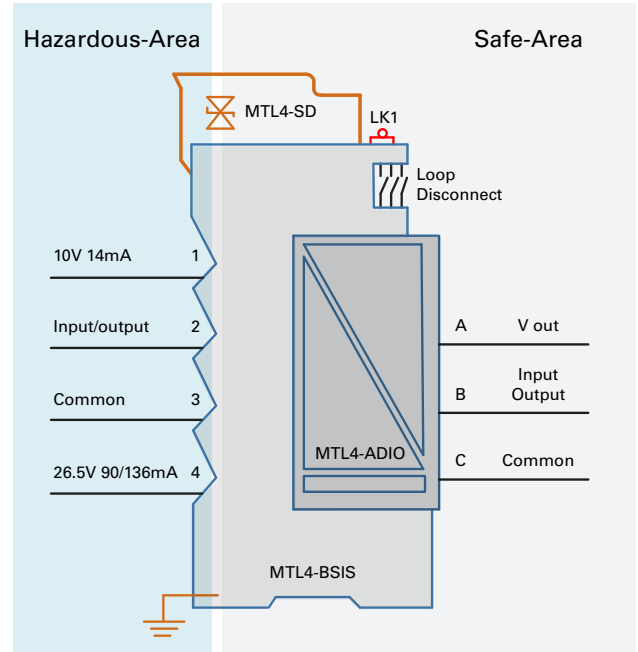 Hazardous-Area
Safe-Area
MTL4-SD
LK1
Loop
Disconnect
10V 14mA 1
Input/output 2
Common 3
26.5V 90/136mA 4
A V out
Input
B Output
C Common
MTL4-ADIO
MTL4-BSIS